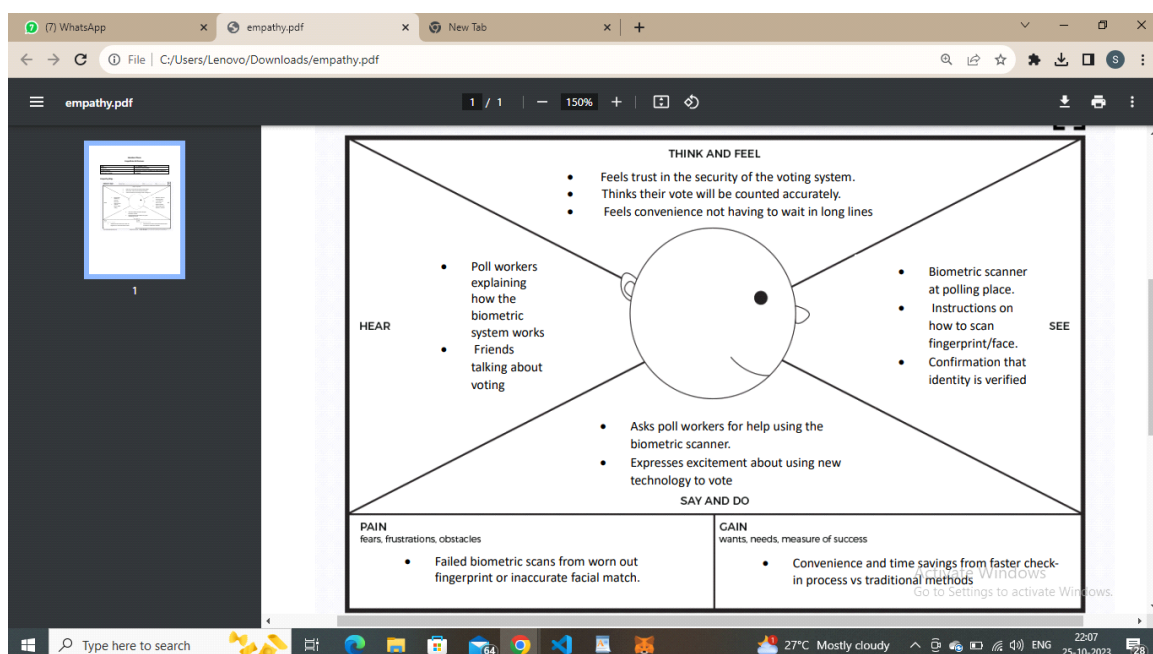 (7) WhatsApp
empathy.pdf
New Tab
File | C:/Users/Lenovo/Downloads/empathy.pdf
S
empathy.pdf
1 / 1
150%
1
THINK AND FEEL
• Feels trust in the security of the voting system.
• Thinks their vote will be counted accurately.
• Feels convenience not having to wait in long lines
HEAR
• Poll workers
explaining
how the
biometric
system works
• Friends
talking about
voting
• Biometric scanner
at polling place.
• Instructions on
how to scan
fingerprint/face.
• Confirmation that
identity is verified
SEE
• Asks poll workers for help using the
biometric scanner.
• Expresses excitement about using new
technology to vote
SAY AND DO
PAIN
fears, frustrations, obstacles
• Failed biometric scans from worn out
fingerprint or inaccurate facial match.
GAIN
wants, needs, measure of success
• Convenience and time savings from faster check-
in process vs traditional methods
Activate Windows
Go to Settings to activate Windows.
Type here to search
64
1
27°C Mostly cloudy
ENG
22:07
25-10-2023
28